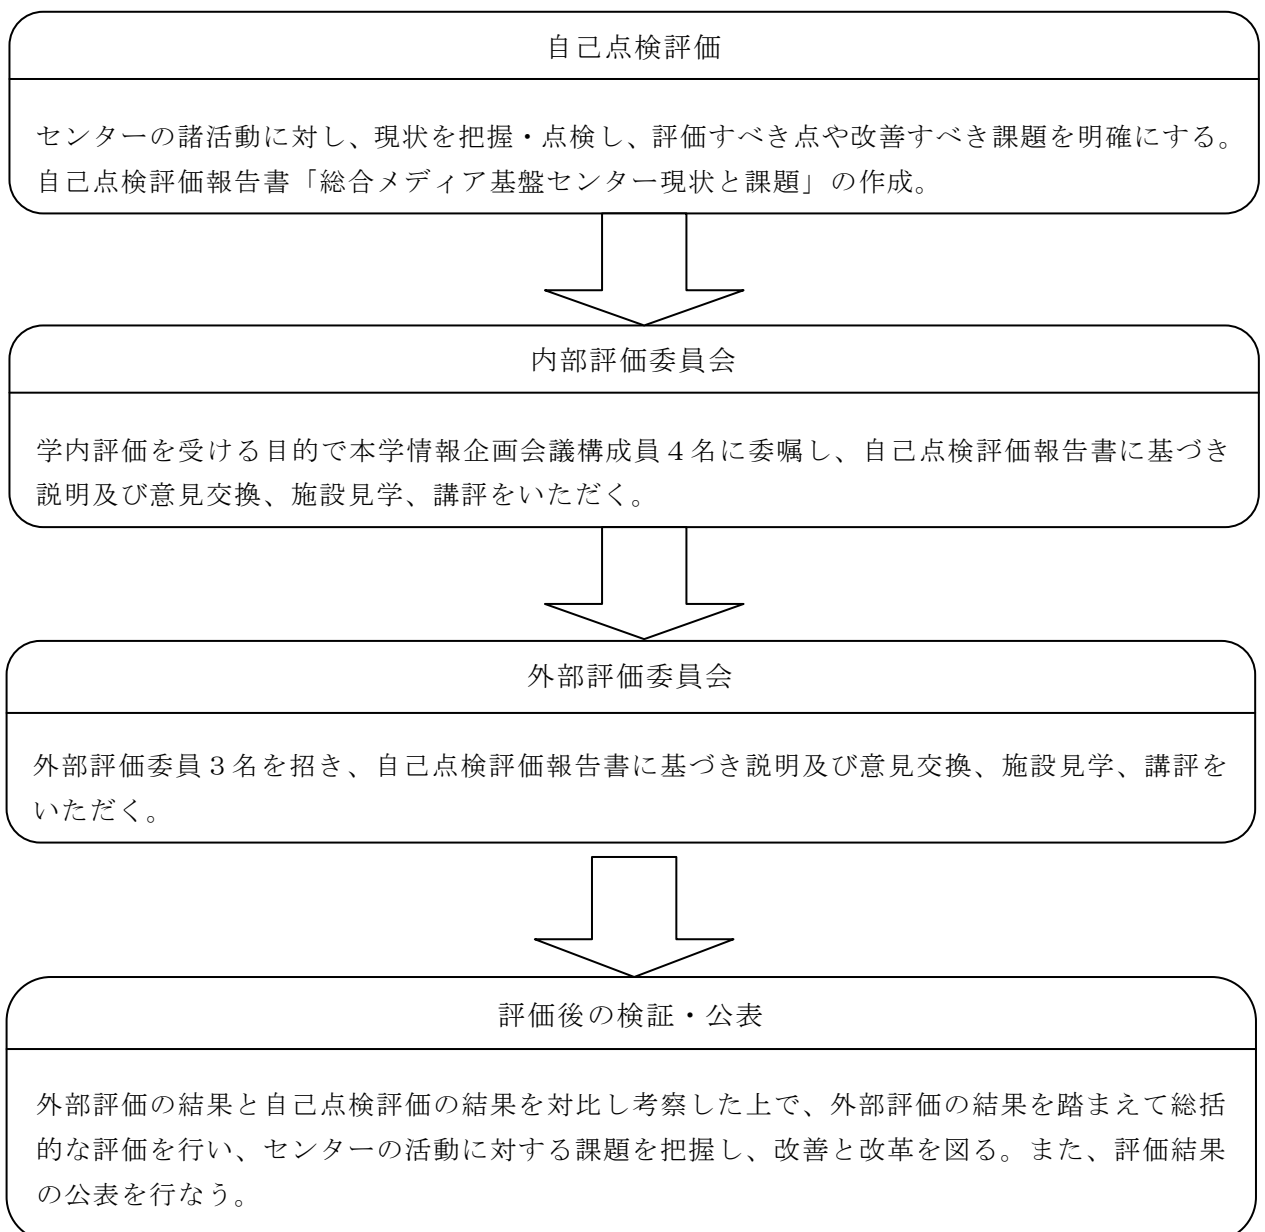 自己点検評価
センターの諸活動に対し、現状を把握・点検し、評価すべき点や改善すべき課題を明確にする。
自己点検評価報告書「総合メディア基盤センター現状と課題」の作成。
内部評価委員会
学内評価を受ける目的で本学情報企画会議構成員４名に委嘱し、自己点検評価報告書に基づき
説明及び意見交換、施設見学、講評をいただく。
外部評価委員会
外部評価委員３名を招き、自己点検評価報告書に基づき説明及び意見交換、施設見学、講評を
いただく。
評価後の検証・公表
外部評価の結果と自己点検評価の結果を対比し考察した上で、外部評価の結果を踏まえて総括
的な評価を行い、センターの活動に対する課題を把握し、改善と改革を図る。また、評価結果
の公表を行なう。